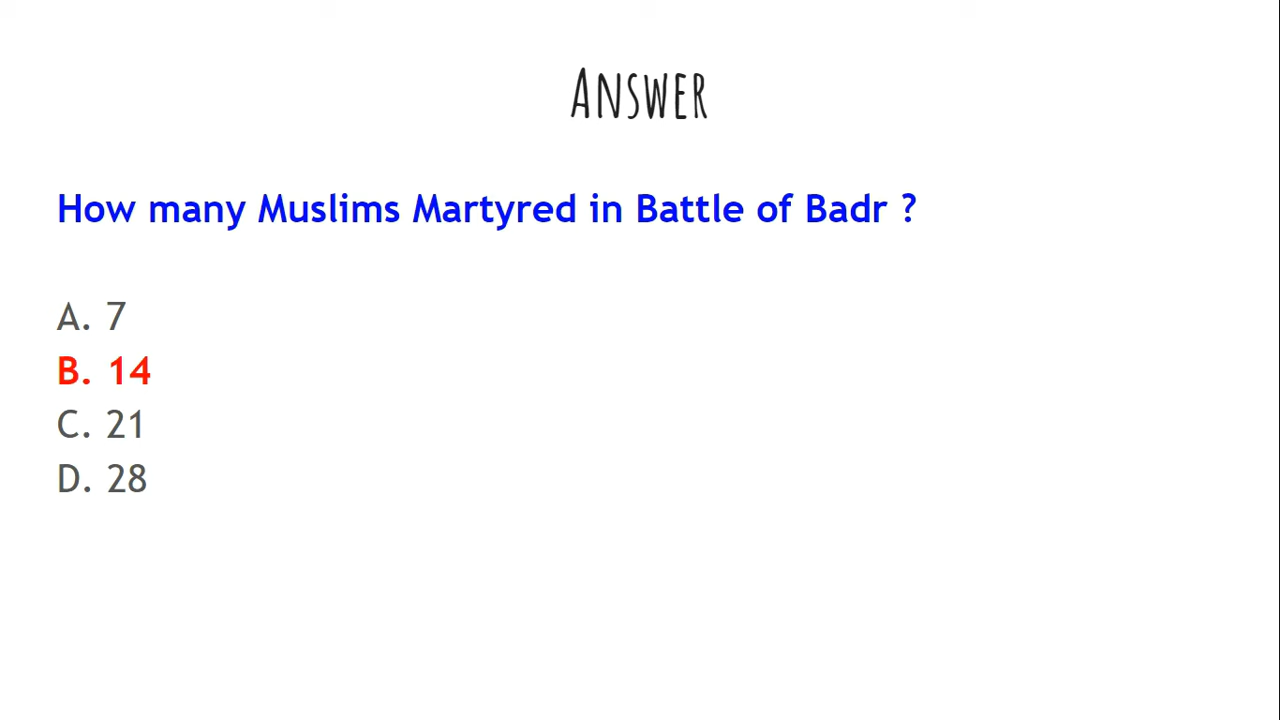 Answer
How many Muslims Martyred in Battle of Badr ?
A. 7
B. 14
C. 21
D. 28